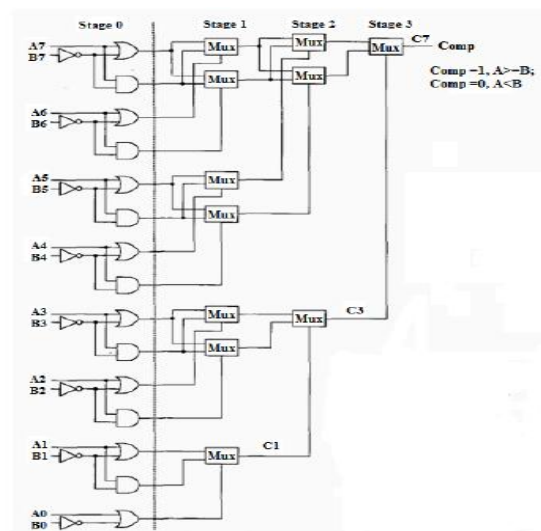 Stage 0 Stage 1 Stage 2 Stage 3
A7
B7
Mux
Mux
Mux
C7
Comp
Mux
Mux
Comp =1, A>=B;
Comp =0, A<B
A6
B6
A5
B5
Mux
Mux
A4
B4
A3
B3
Mux
Mux
C3
Mux
A2
B2
A1
B1
Mux
C1
A0
B0